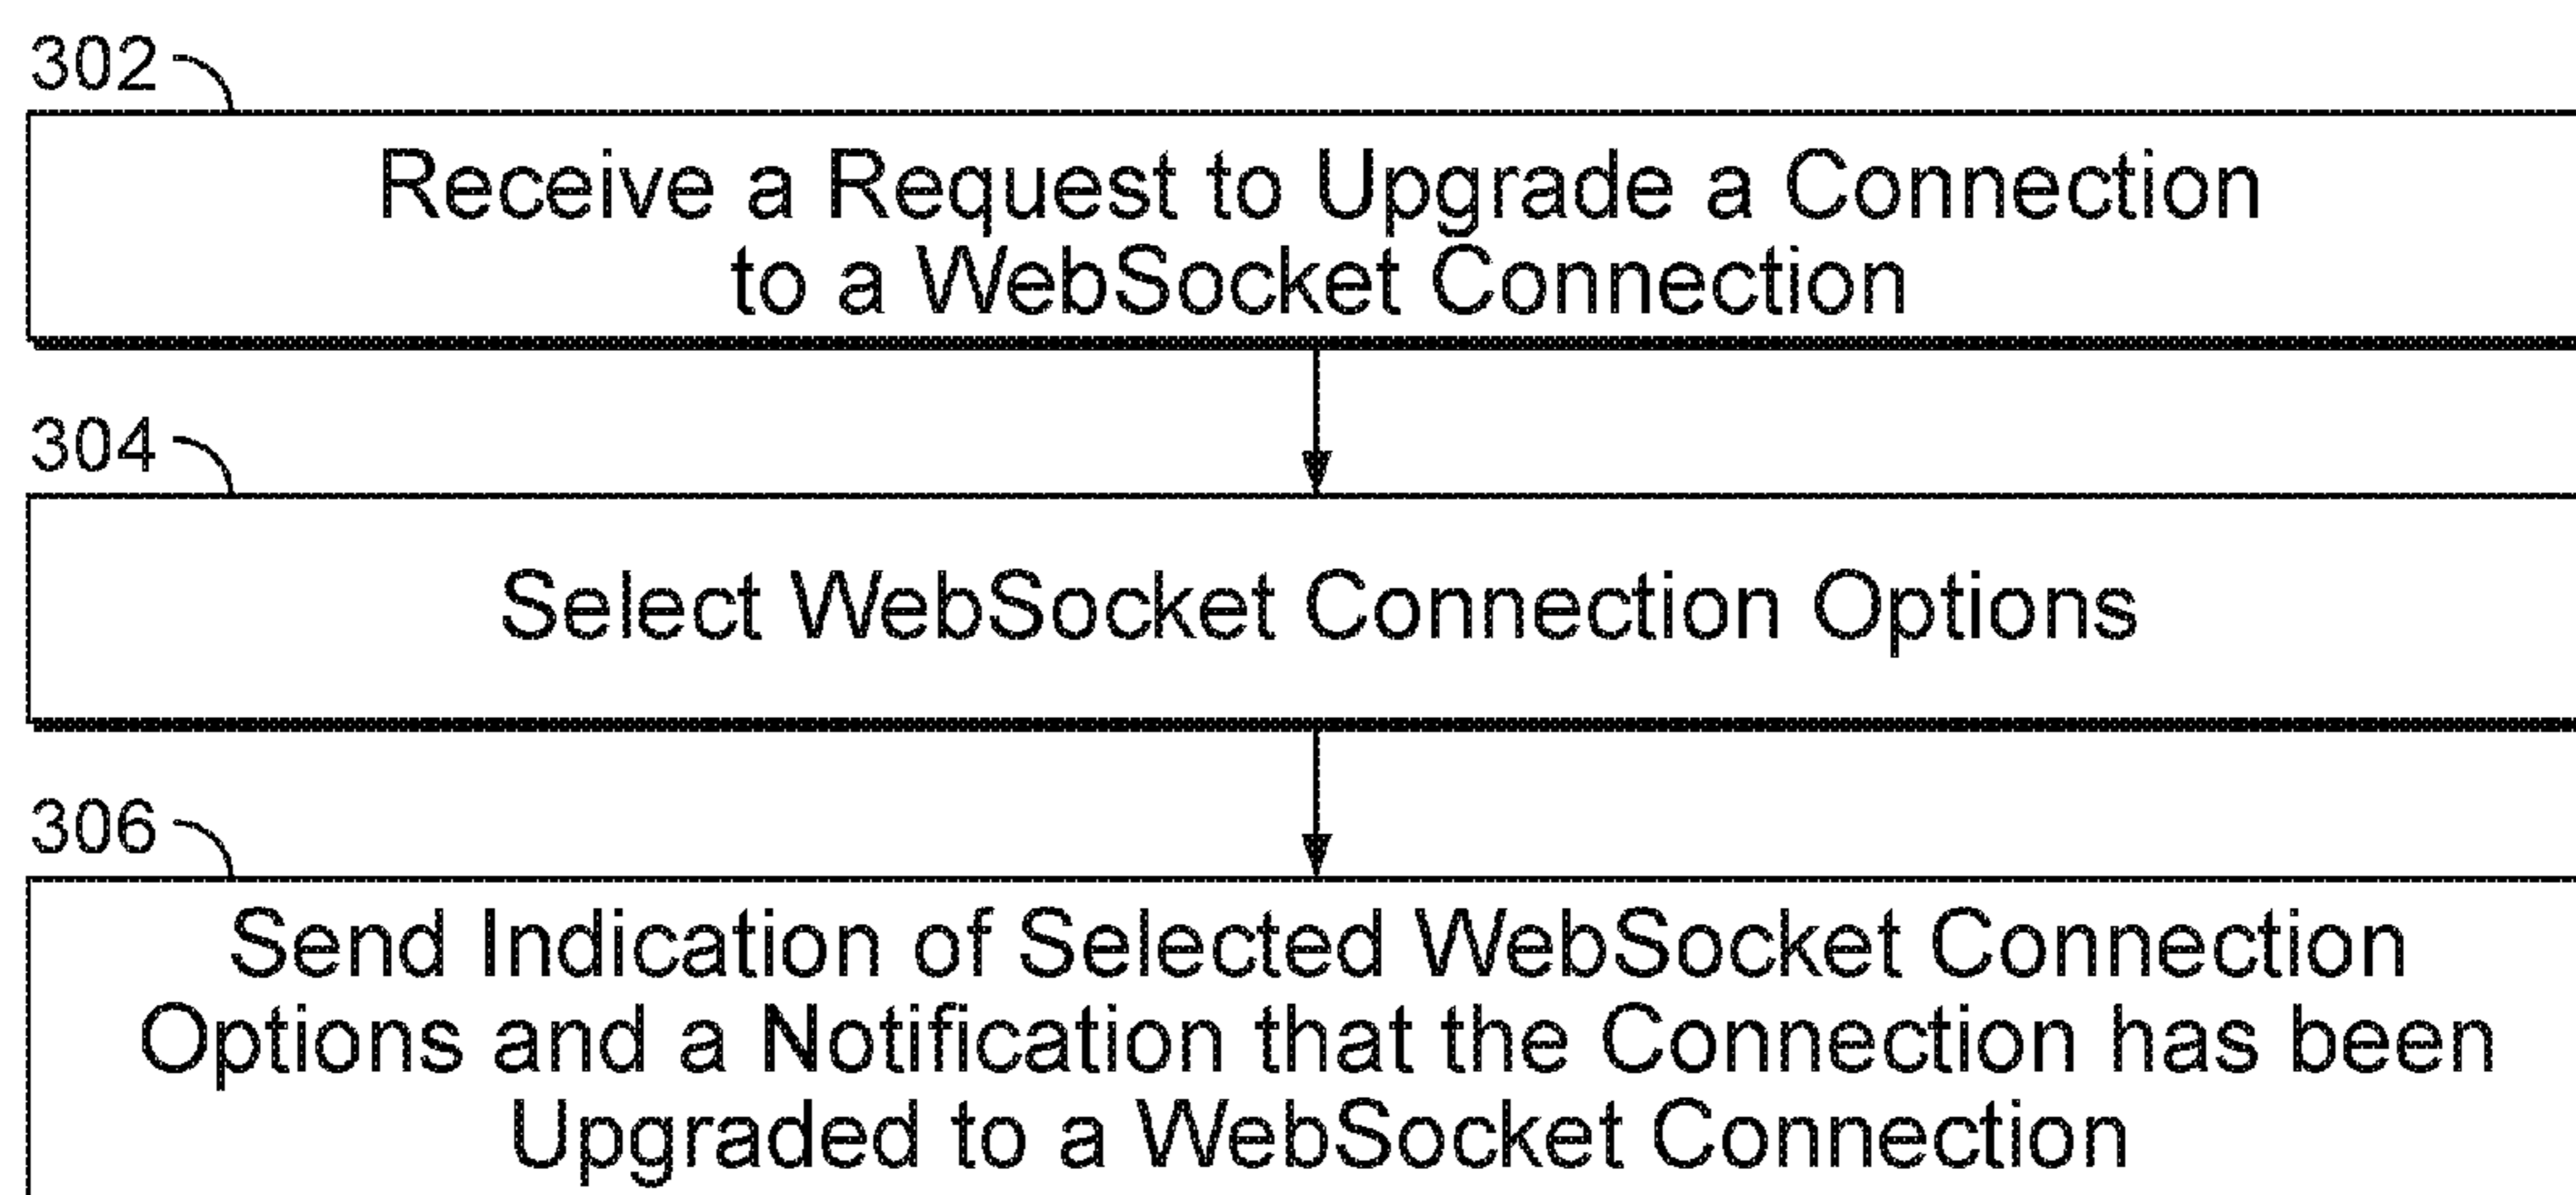 302
Receive a Request to Upgrade a Connection
to a WebSocket Connection
304
Select WebSocket Connection Options
306
Send Indication of Selected WebSocket Connection
Options and a Notification that the Connection has been
Upgraded to a WebSocket Connection